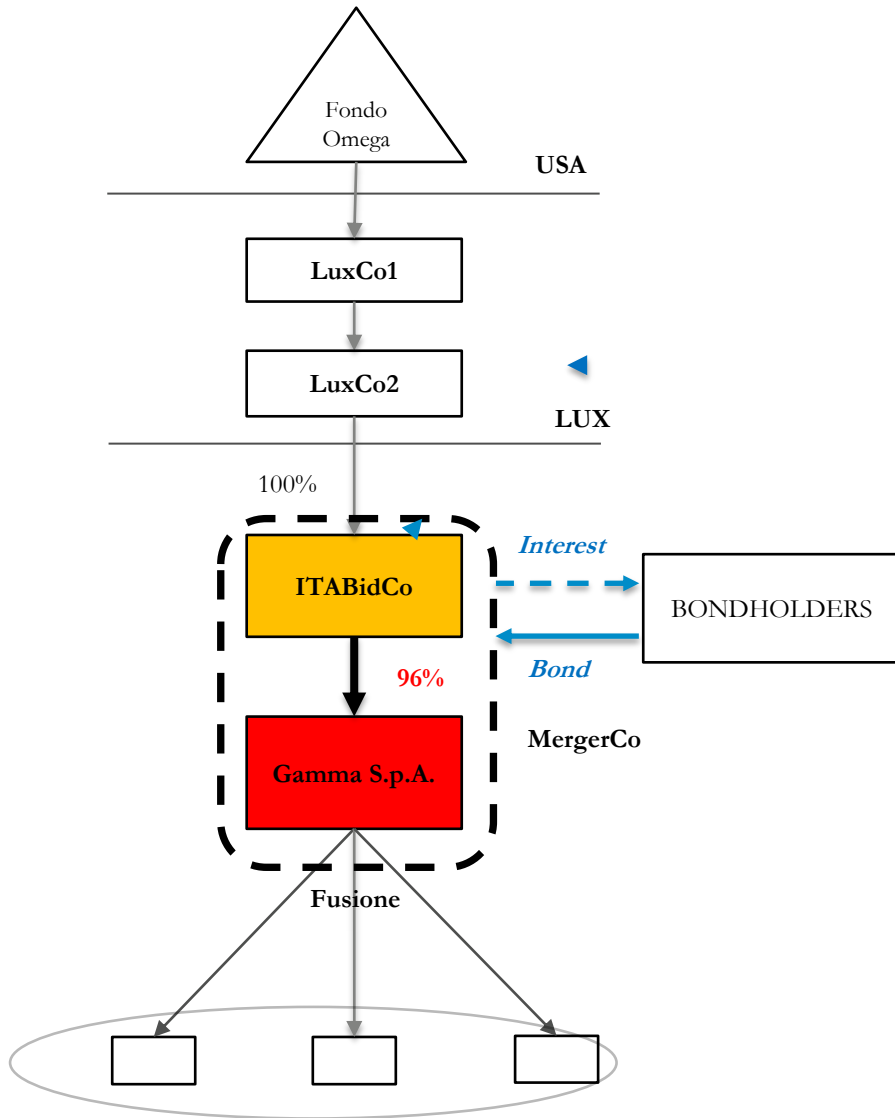 Fondo
Omega
USA
LuxCo1
LuxCo2
LUX
100%
Interest
ITABidCo
BONDHOLDERS
96%
Bond
MergerCo
Gamma S.p.A.
Fusione